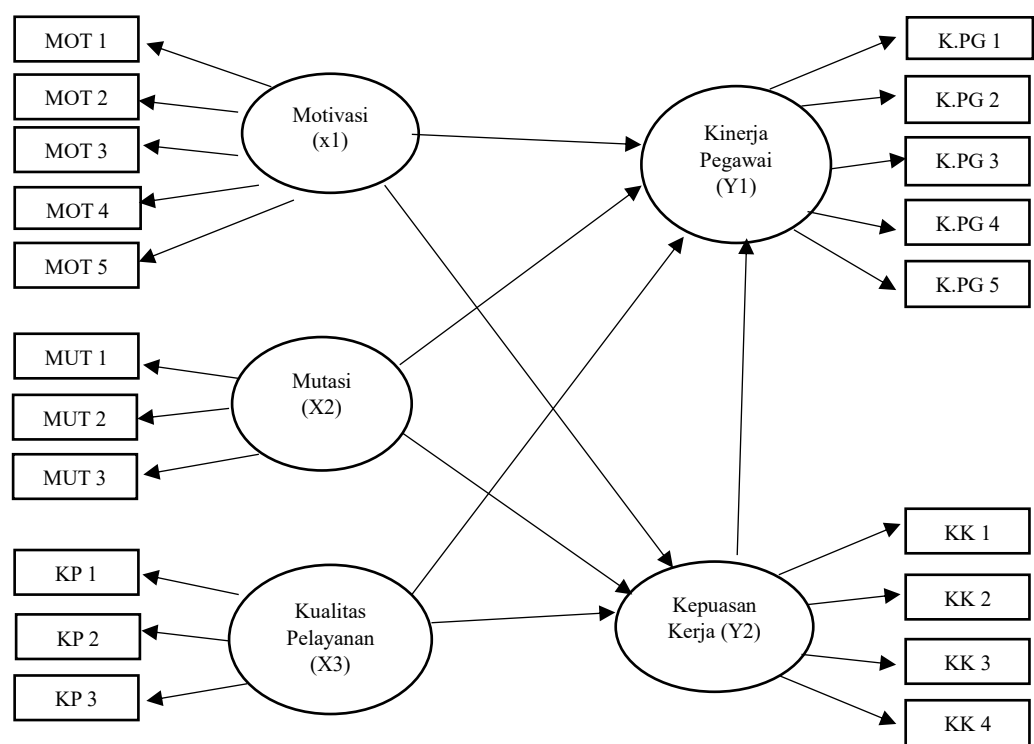 MOT 1
MOT 2
MOT 3
MOT 4
MOT 5
Motivasi
(x1)
Kinerja
Pegawai
(Y1)
K.PG 1
K.PG 2
K.PG 3
K.PG 4
K.PG 5
MUT 1
MUT 2
MUT 3
Mutasi
(X2)
KP 1
KP 2
KP 3
Kualitas
Pelayanan
(X3)
Kepuasan
Kerja (Y2)
KK 1
KK 2
KK 3
KK 4